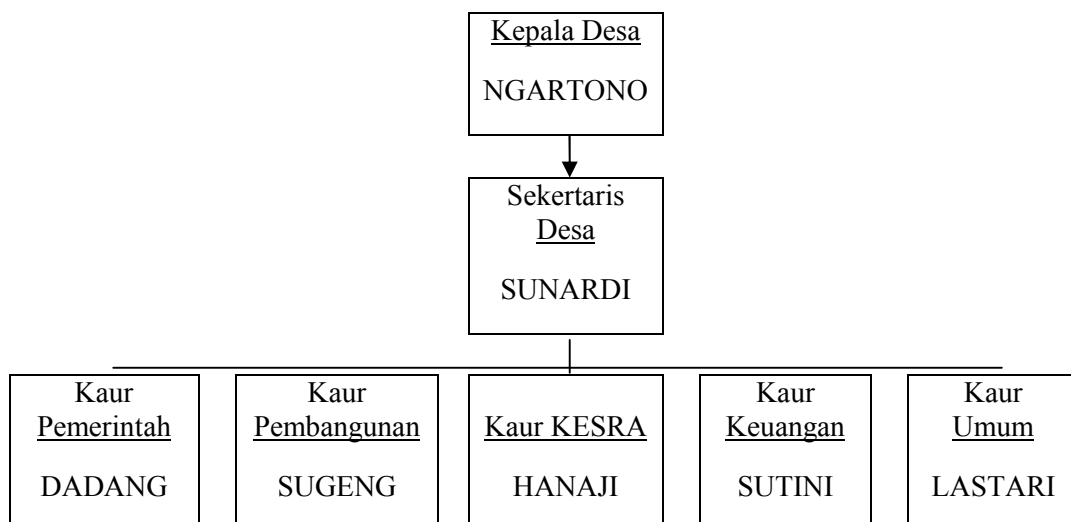 Kepala Desa
NGARTONO
Sekertaris
Desa
SUNARDI
Kaur
Pemerintah
DADANG
Kaur
Pembangunan
SUGENG
Kaur KESRA
HANAJI
Kaur
Keuangan
SUTINI
Kaur
Umum
LASTARI